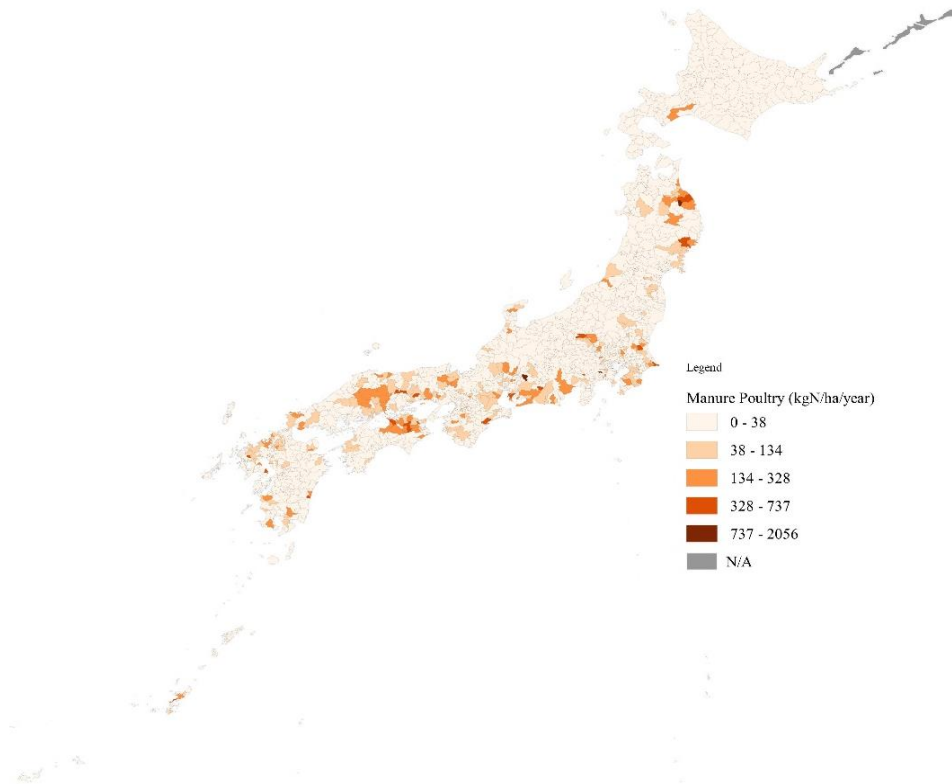 Legend
Manure Poultry (kgN/ha/year)
0 - 38
38 - 134
134 - 328
328 - 737
737 - 2056
N/A